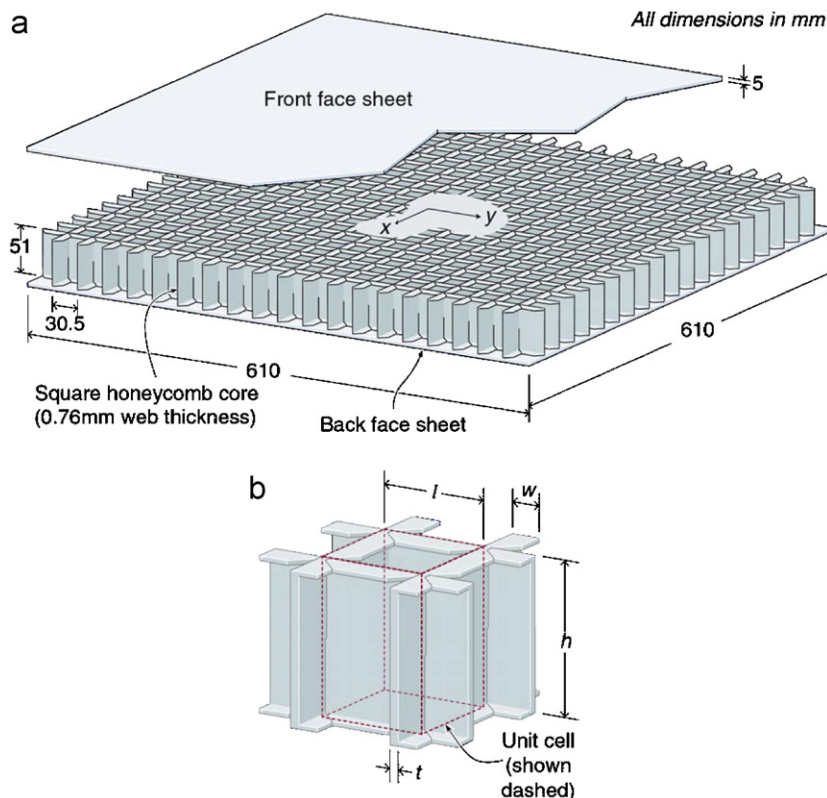 a
All dimensions in mm
Front face sheet
5
x
y
51
30.5
610
610
Square honeycomb core
(0.76mm web thickness)
Back face sheet
b
l
w
h
t
Unit cell
(shown
dashed)